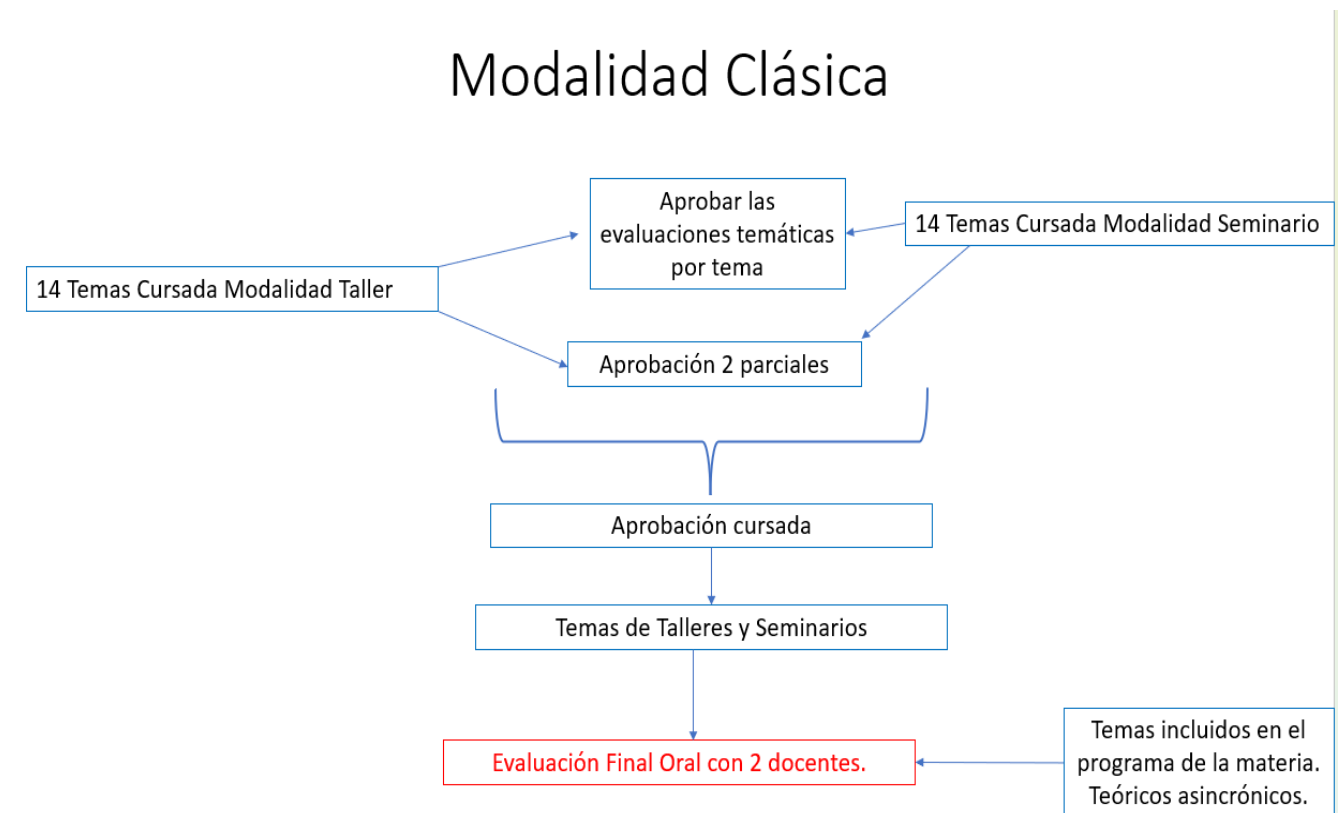 Modalidad Clásica
Aprobar las
evaluaciones temáticas
por tema
14 Temas Cursada Modalidad Seminario
14 Temas Cursada Modalidad Taller
Aprobación 2 parciales
Aprobación cursada
Temas de Talleres y Seminarios
Evaluación Final Oral con 2 docentes.
Temas incluidos en el
programa de la materia.
Teóricos asincrónicos.